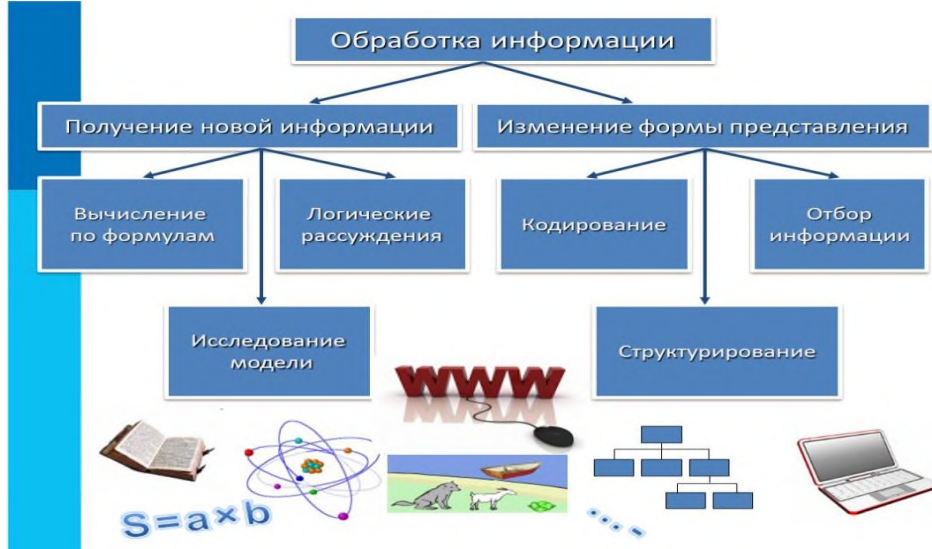 Обработка информации
Получение новой информации
Изменение формы представления
Вычисление
по формулам
Логические
рассуждения
Кодирование
Отбор
информации
Исследование
модели
Структурирование
www
S=a×b
...-